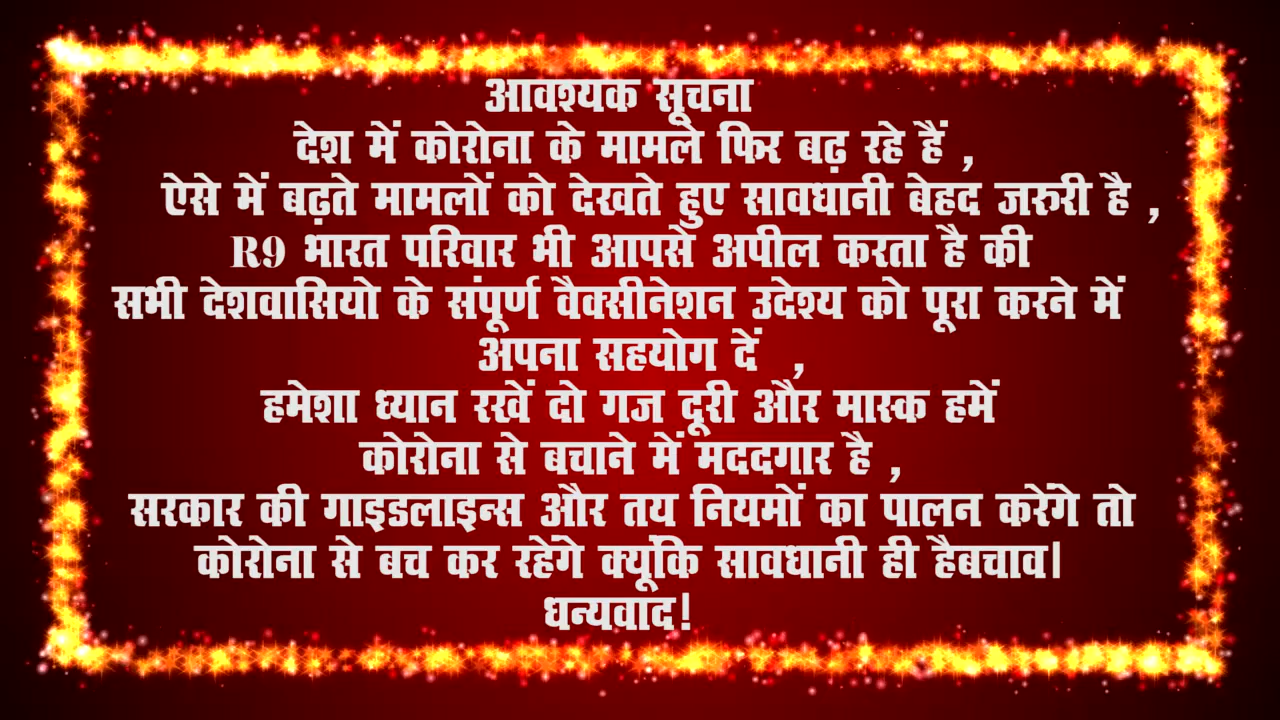 आवश्यक सूचना
देश में कोरोना के मामले फिर बढ़ रहे हैं ,
ऐसे में बढ़ते मामलों को देखते हुए सावधानी बेहद जरुरी है ,
R9 भारत परिवार भी आपसे अपील करता है की
सभी देशवासियो के संपूर्ण वैक्सीनेशन उदेश्य को पूरा करने में
अपना सहयोग दें ,
हमेशा ध्यान रखें दो गज दूरी और मास्क हमें
कोरोना से बचाने में मददगार है ,
सरकार की गाइडलाइन्स और तय नियमों का पालन करेंगे तो
कोरोना से बच कर रहेंगे क्यूंकि सावधानी ही हैबचाव|
धन्यवाद!